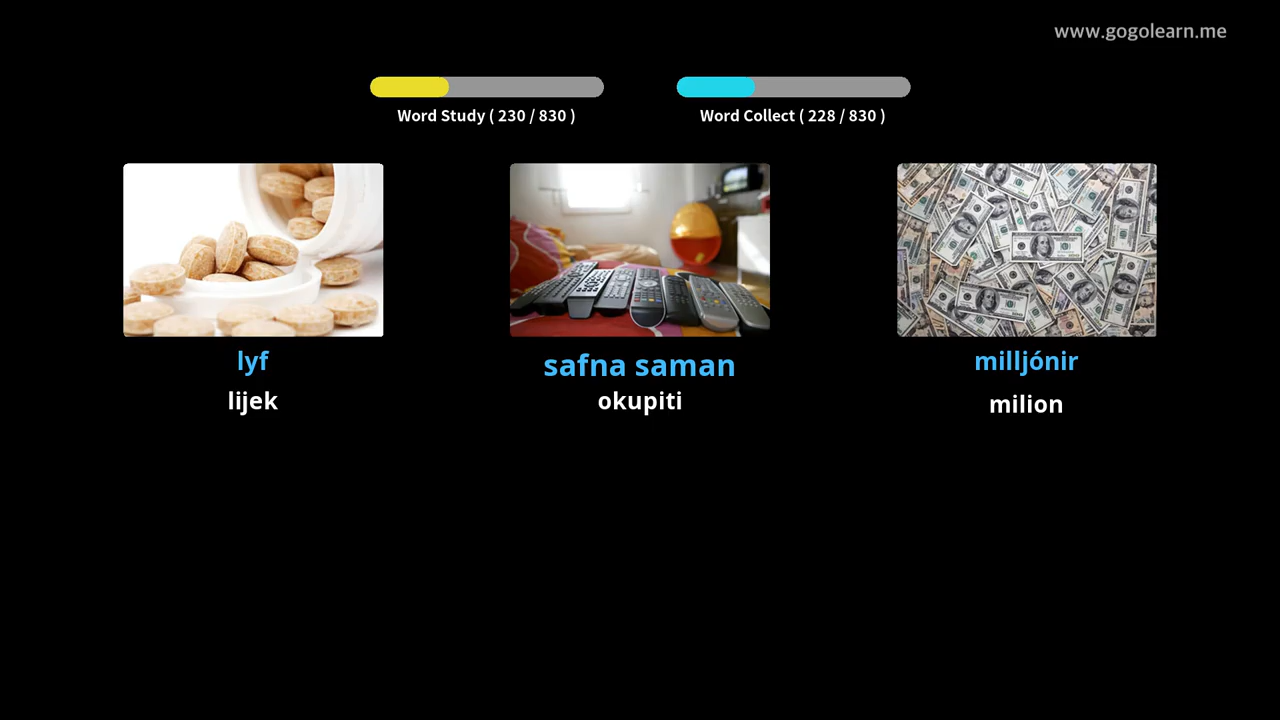 www.gogolearn.me
Word Study ( 230 / 830 )
Word Collect ( 228 / 830 )
lyf
safna saman
milljónir
lijek
okupiti
milion